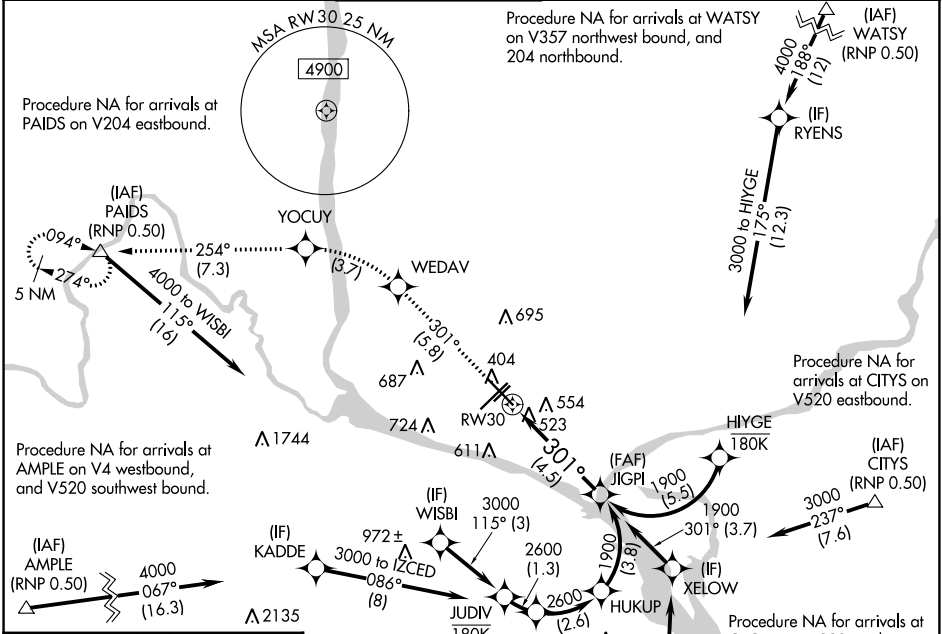 MSA RW30 25 NM
4900
Procedure NA for arrivals at WATSY
on V357 northwest bound, and
204 northbound.
(IAF)
WATSY
(RNP 0.50)
4000
188°
(12)
(IF)
RYENS
3000 to HIYGE
175°
(12.3)
Procedure NA for arrivals at
PAIDS on V204 eastbound.
(IAF)
PAIDS
(RNP 0.50)
094°
274°
5 NM
YOCUY
254°
(7.3)
(3.7)
WEDAV
4000 to WISBI
115°
(16)
301°
(5.8)
695
404
687
554
523
RW30
724
611
1744
301°
(4.5)
Procedure NA for
arrivals at CITYS on
V520 eastbound.
HIYGE
180K
(FAF)
JIGPI
1900
(5.5)
(IAF)
CITYS
(RNP 0.50)
3000
237°
(7.6)
1900
301° (3.7)
Procedure NA for arrivals at
AMPLE on V4 westbound,
and V520 southwest bound.
(IF)
WISBI
3000
115° (3)
(IF)
KADDE
972 ±
3000 to IZCED
086°
(8)
2600
(1.3)
1900
(3.8)
(IF)
XELOW
(IAF)
AMPLE
(RNP 0.50)
4000
067°
(16.3)
2135
JUDIV
180K
2600
(2.6)
HUKUP
Procedure NA for arrivals at